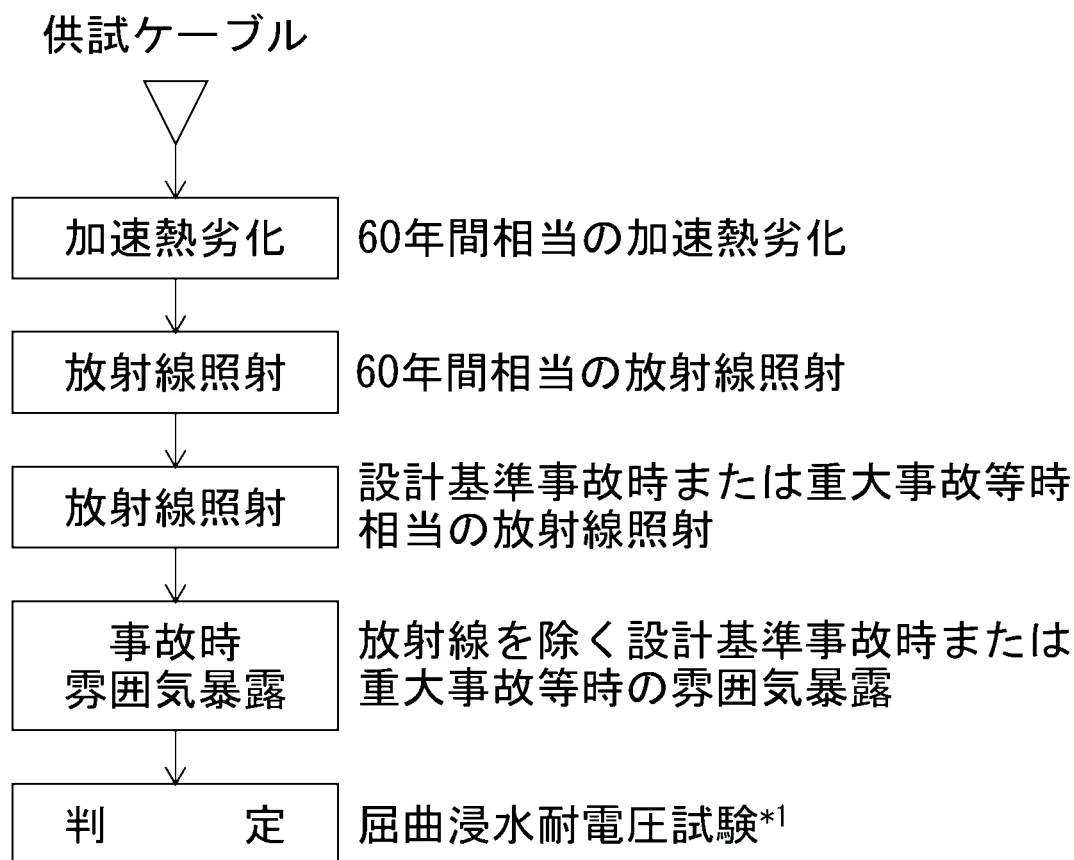 供試ケーブル
加速熱劣化 60年間相当の加速熱劣化
放射線照射 60年間相当の放射線照射
放射線照射 設計基準事故時または重大事故等時
相当の放射線照射
事故時 放射線を除く設計基準事故時または
雰囲気暴露 重大事故等時の雰囲気暴露
判 定 屈曲浸水耐電圧試験*1